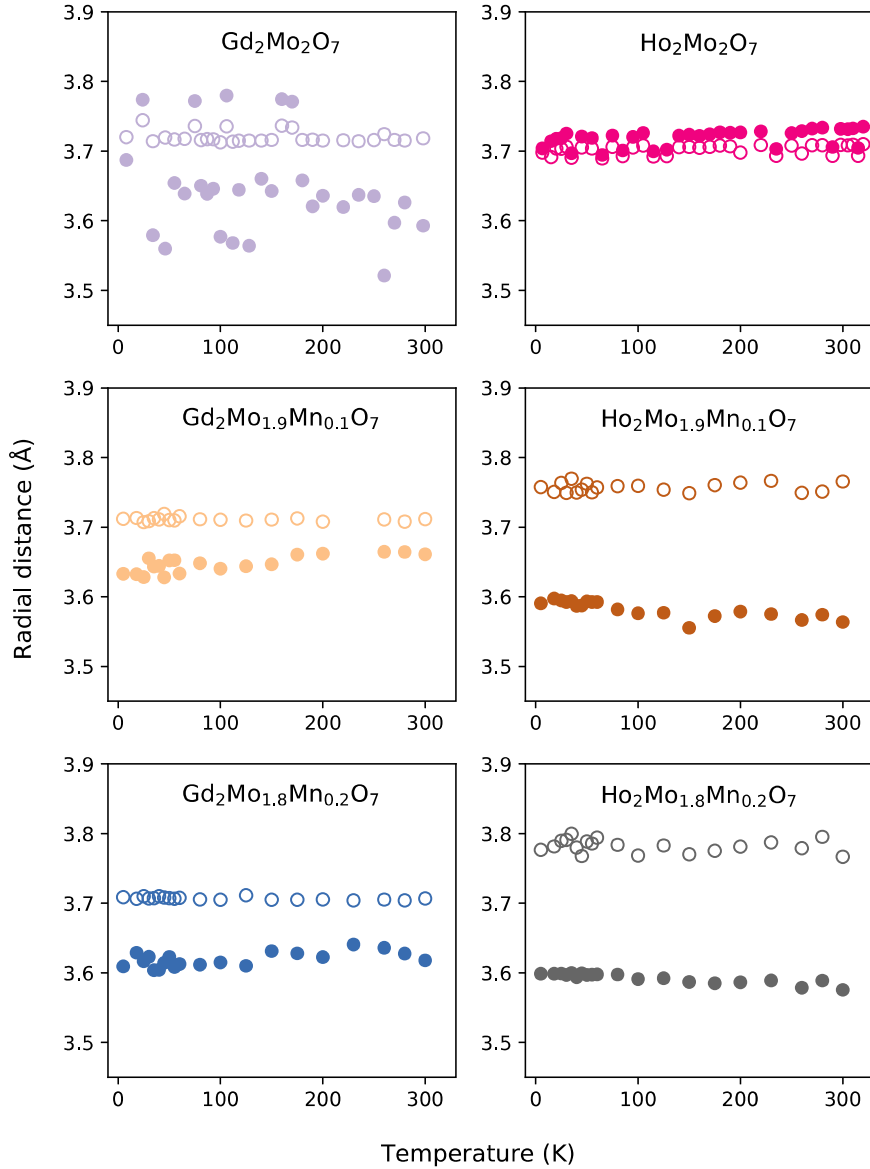 Gd₂Mo₂O₇
Ho₂Mo₂O₇
3.9
3.8
3.7
3.6
3.5
0 100 200 300
3.9
3.8
3.7
3.6
3.5
0 100 200 300
Gd₂Mo₁.₉Mn₀.₁O₇
Ho₂Mo₁.₉Mn₀.₁O₇
3.9
3.8
3.7
3.6
3.5
0 100 200 300
3.9
3.8
3.7
3.6
3.5
0 100 200 300
Gd₂Mo₁.₈Mn₀.₂O₇
Ho₂Mo₁.₈Mn₀.₂O₇
3.9
3.8
3.7
3.6
3.5
0 100 200 300
3.9
3.8
3.7
3.6
3.5
0 100 200 300
Radial distance (Å)
Temperature (K)